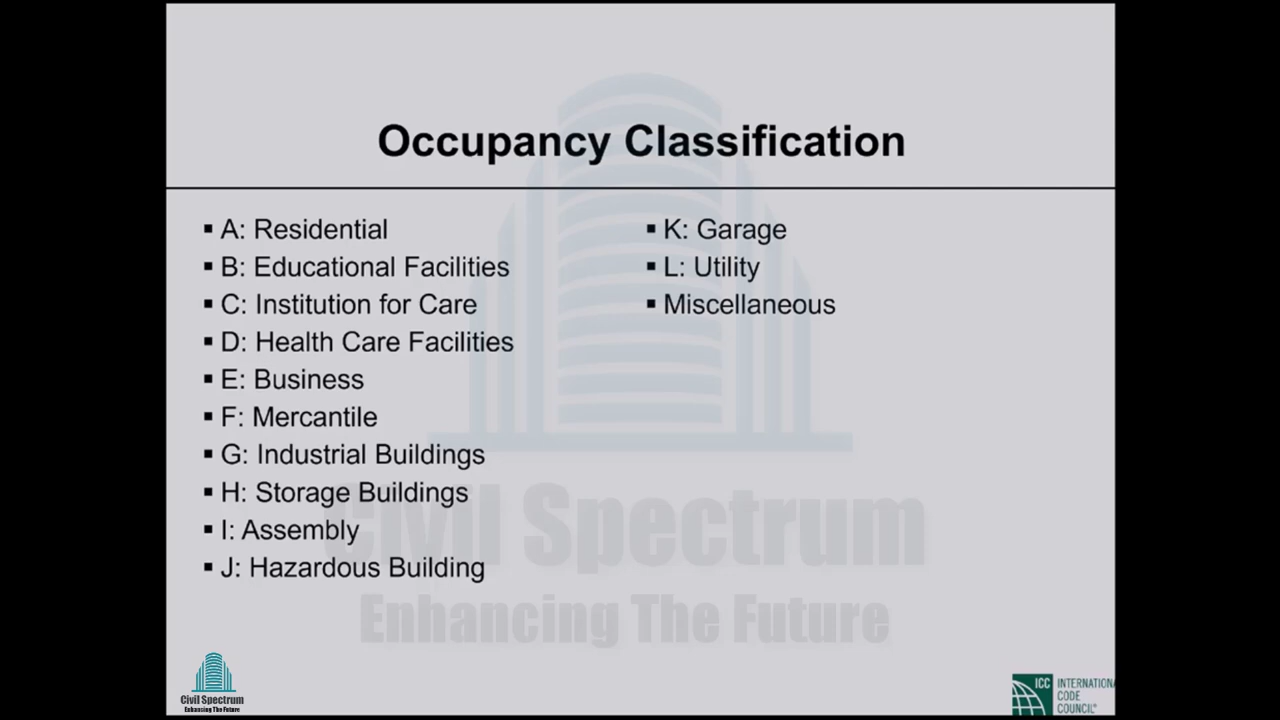 Occupancy Classification
▪ A: Residential
▪ B: Educational Facilities
▪ C: Institution for Care
▪ D: Health Care Facilities
▪ E: Business
▪ F: Mercantile
▪ G: Industrial Buildings
▪ H: Storage Buildings
▪ I: Assembly
▪ J: Hazardous Building
▪ K: Garage
▪ L: Utility
▪ Miscellaneous
Civil Spectrum
Enhancing The Future
Civil Spectrum
Enhancing The Future
ICC INTERNATIONA
CODE
COUNCIL®